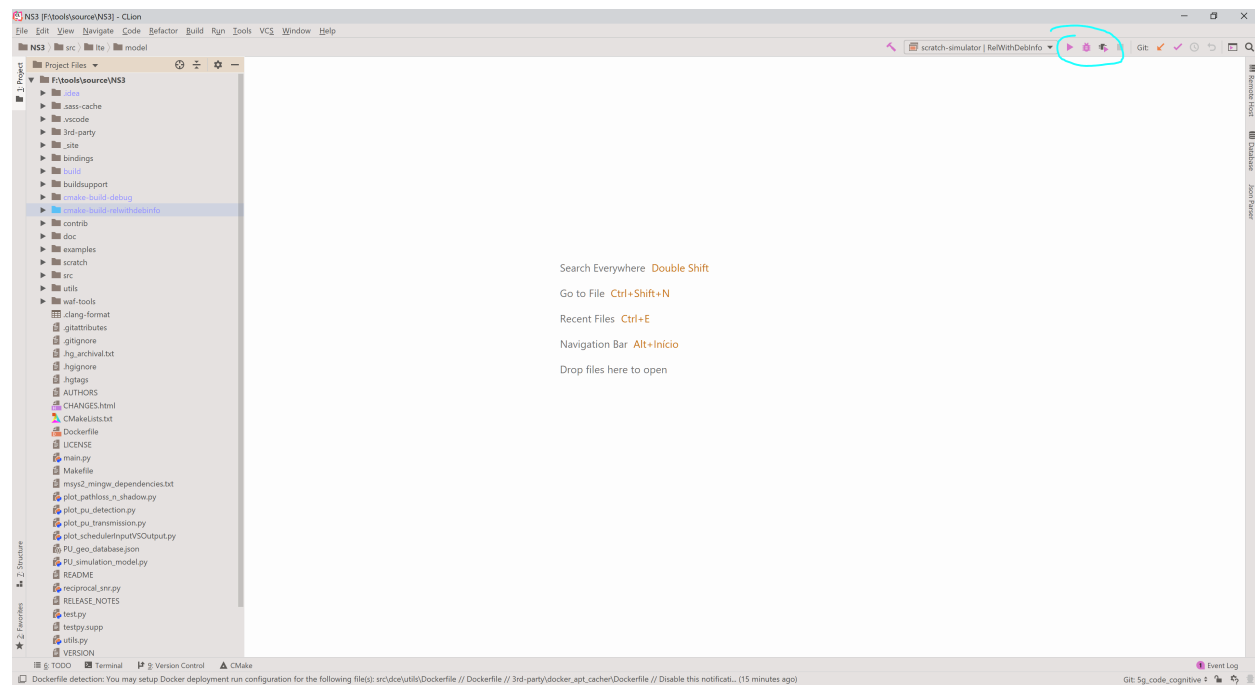 NS3 [F:\tools\source\NS3] - CLion
File Edit View Navigate Code Refactor Build Run Tools VCS Window Help
NS3 src lte model
scratch-simulator | RelWithDebInfo
Git:
1: Project
Project Files
F:\tools\source\NS3
.idea
.sass-cache
.vscode
3rd-party
_site
bindings
build
buildsupport
cmake-build-debug
cmake-build-relwithdebinfo
contrib
doc
examples
scratch
src
utils
waf-tools
.clang-format
.gitattributes
.gitignore
.hg_archival.txt
.hgignore
.hgtags
AUTHORS
CHANGES.html
CMakeLists.txt
Dockerfile
LICENSE
main.py
Makefile
msys2_mingw_dependencies.txt
plot_pathloss_n_shadow.py
plot_pu_detection.py
plot_pu_transmission.py
plot_schedulerInputVSOutput.py
PU_geo_database.json
PU_simulation_model.py
README
reciprocal_snr.py
RELEASE_NOTES
test.py
testpy.supp
utils.py
VERSION
7: Structure
2: Favorites
Search Everywhere Double Shift
Go to File Ctrl+Shift+N
Recent Files Ctrl+E
Navigation Bar Alt+Início
Drop files here to open
Remote Host
Database
Json Parser
6: TODO Terminal 9: Version Control CMake
1 Event Log
Dockerfile detection: You may setup Docker deployment run configuration for the following file(s): src\dce\utils\Dockerfile // Dockerfile // 3rd-party\docker_apt_cacher\Dockerfile // Disable this notificati... (15 minutes ago)
Git: 5g_code_cognitive